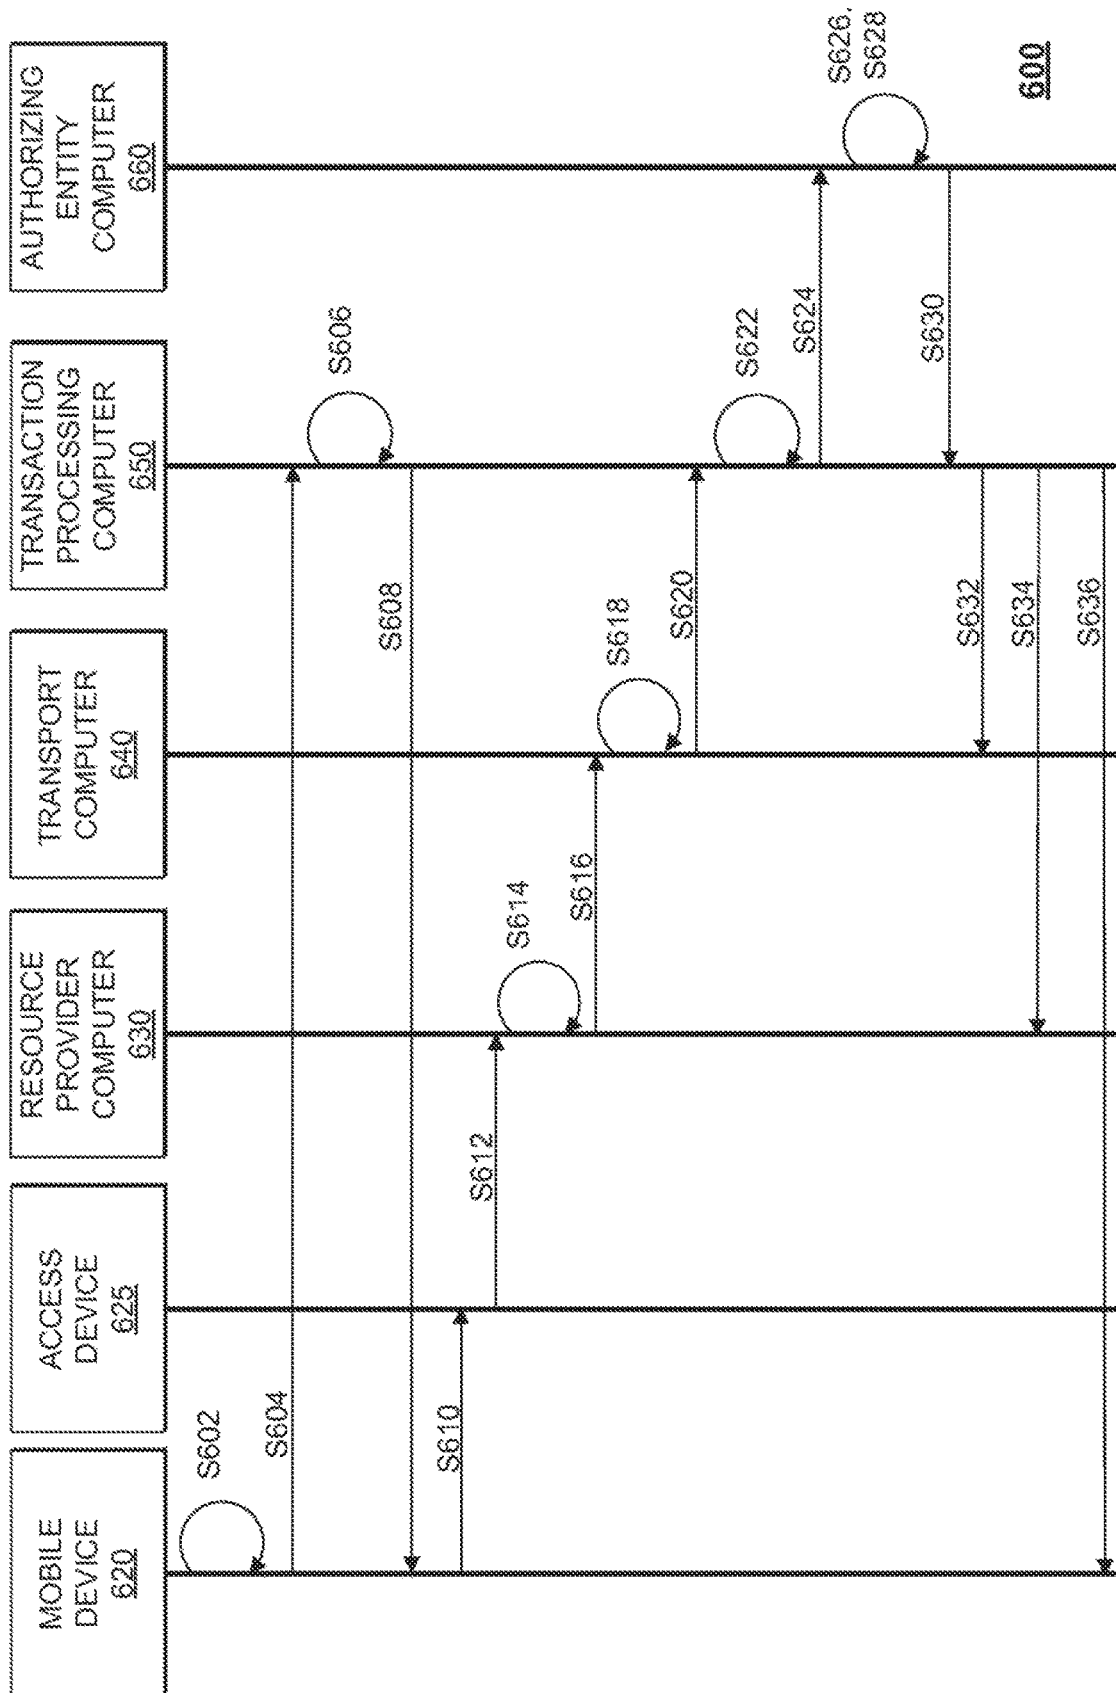 MOBILE
DEVICE
620
ACCESS
DEVICE
625
RESOURCE
PROVIDER
COMPUTER
630
TRANSPORT
COMPUTER
640
TRANSACTION
PROCESSING
COMPUTER
650
AUTHORIZING
ENTITY
COMPUTER
660
S602
S604
S606
S608
S610
S612
S614
S616
S618
S620
S622
S624
S626,
S628
S630
S632
S634
S636
600